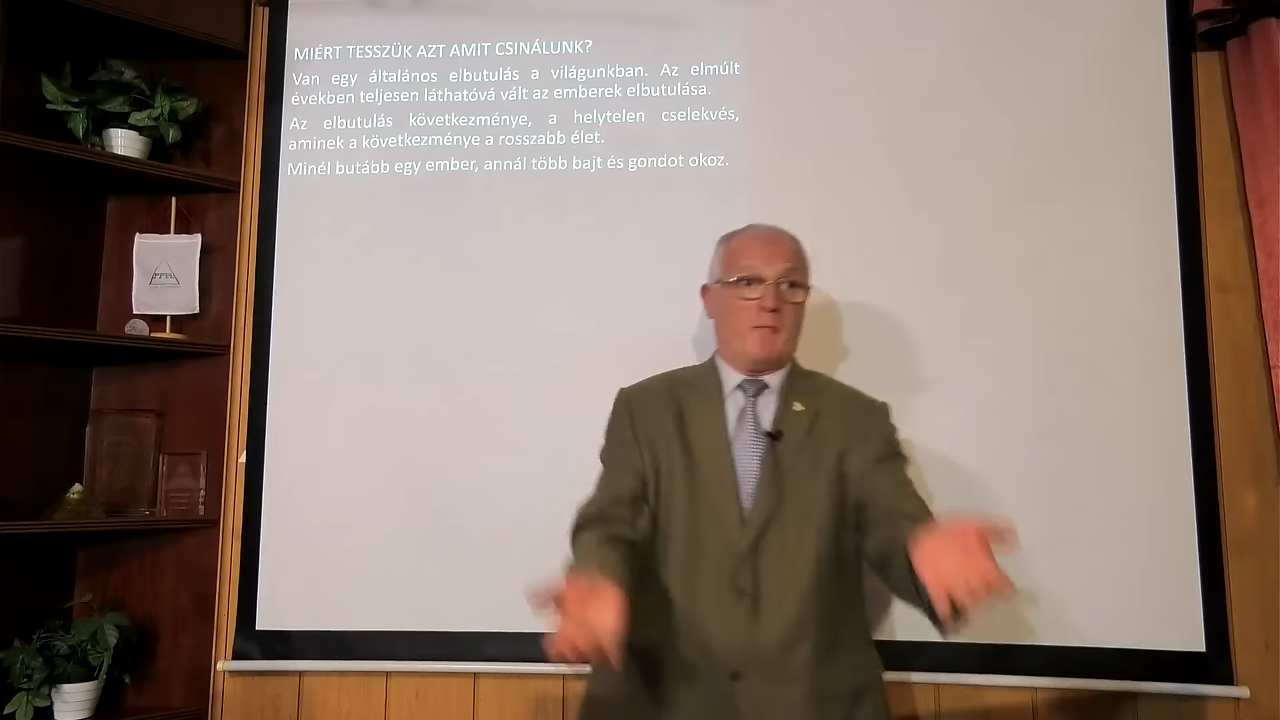 MIÉRT TESSZÜK AZT AMIT CSINÁLUNK?
Van egy általános elbutulás a világunkban. Az elmúlt
években teljesen láthatóvá vált az emberek elbutulása.
Az elbutulás következménye, a helytelen cselekvés,
aminek a következménye a rosszabb élet.
Minél butább egy ember, annál több bajt és gondot okoz.